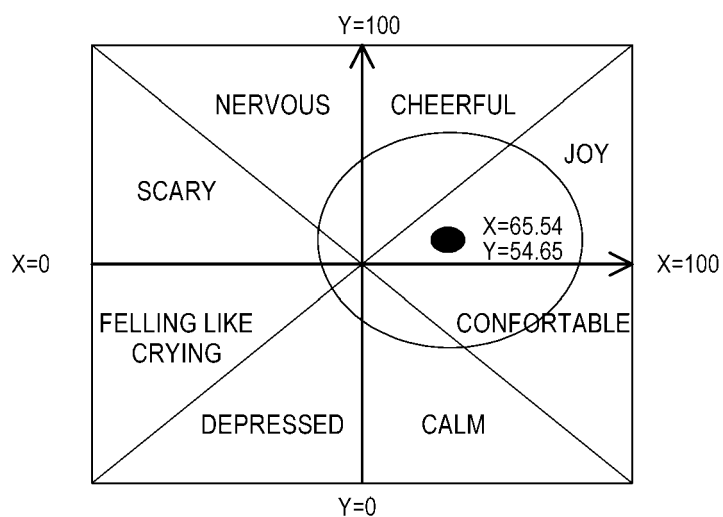 Y=100
NERVOUS
CHEERFUL
JOY
SCARY
X=65.54
Y=54.65
X=0
X=100
FELLING LIKE
CRYING
CONFORTABLE
DEPRESSED
CALM
Y=0